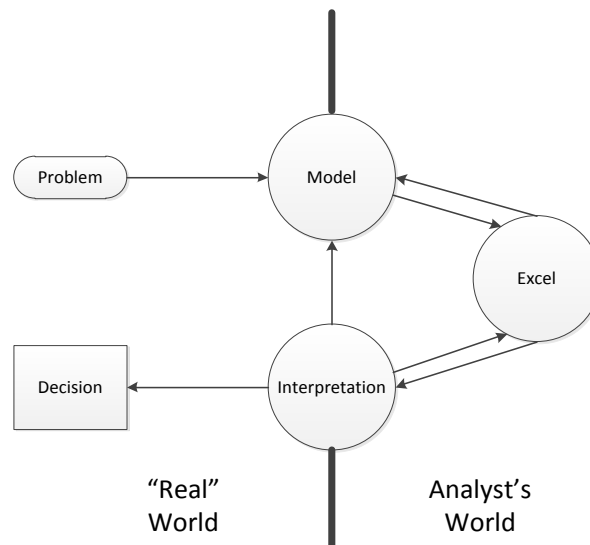 Problem
Model
Excel
Decision
Interpretation
“Real”
World
Analyst’s
World